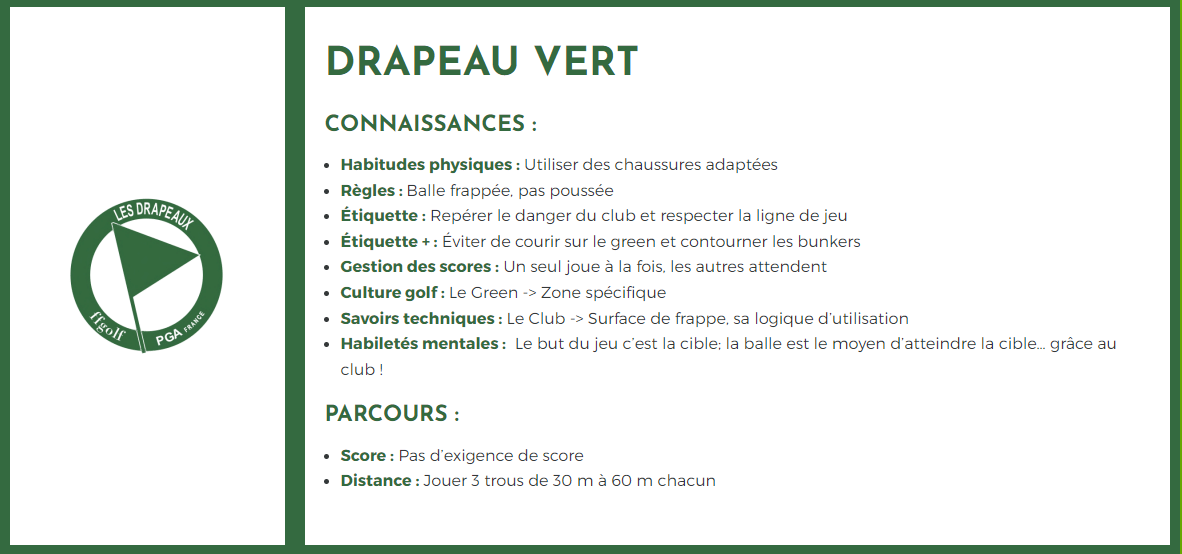 LES DRAPEAUX
ffgolf
PGA FRANCE
DRAPEAU VERT
CONNAISSANCES :
Habitudes physiques : Utiliser des chaussures adaptées
Règles : Balle frappée, pas poussée
Étiquette : Repérer le danger du club et respecter la ligne de jeu
Étiquette + : Éviter de courir sur le green et contourner les bunkers
Gestion des scores : Un seul joue à la fois, les autres attendent
Culture golf : Le Green -> Zone spécifique
Savoirs techniques : Le Club -> Surface de frappe, sa logique d’utilisation
Habiletés mentales :  Le but du jeu c’est la cible; la balle est le moyen d’atteindre la cible… grâce au
club !
PARCOURS :
Score : Pas d’exigence de score
Distance : Jouer 3 trous de 30 m à 60 m chacun